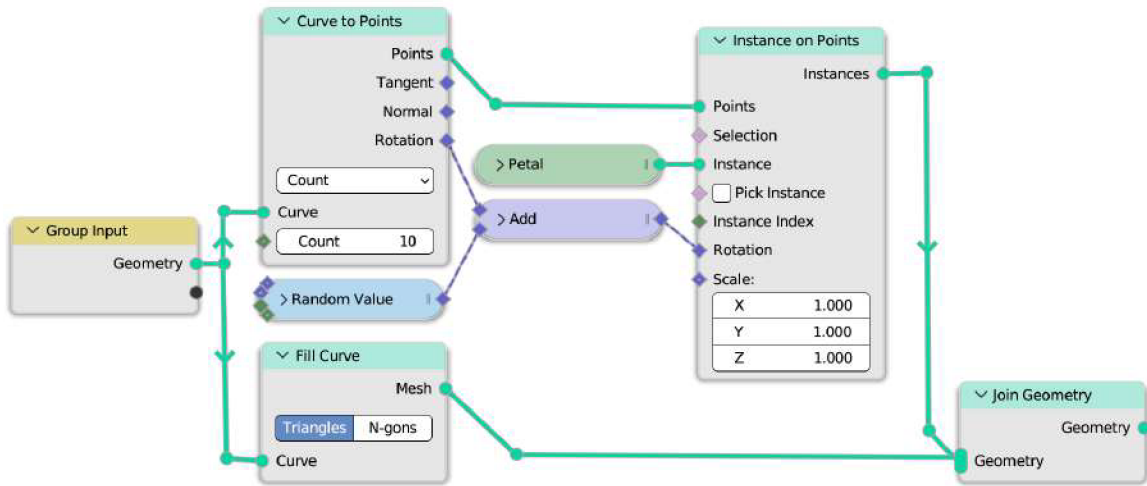 Group Input
Geometry
Curve to Points
Points
Tangent
Normal
Rotation
Count
Curve
Count 10
Random Value
Fill Curve
Mesh
Triangles N-gons
Curve
Petal
Add
Instance on Points
Instances
Points
Selection
Instance
Pick Instance
Instance Index
Rotation
Scale:
X 1.000
Y 1.000
Z 1.000
Join Geometry
Geometry
Geometry